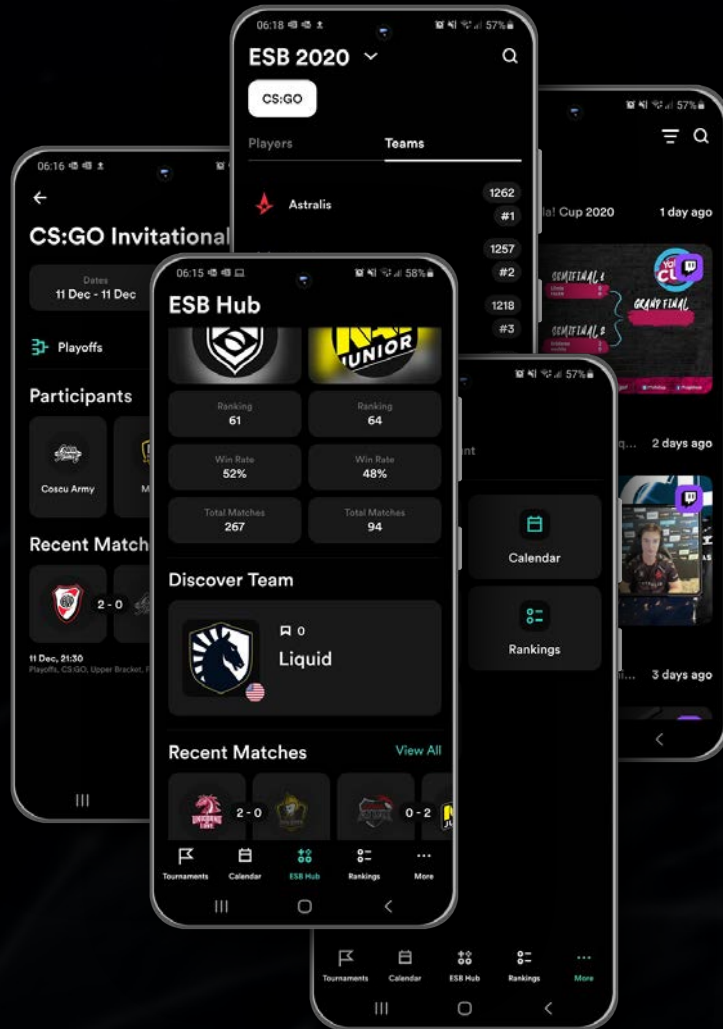 06:18
57%
ESB 2020
CS:GO
Players Teams
Astralis
1262
#1
1257
#2
1218
#3
06:16
CS:GO Invitational
Dates
11 Dec - 11 Dec
Playoffs
Participants
Coscu Army
M
Recent Match
2 - 0
11 Dec, 21:30
Playoffs, CS:GO, Upper Bracket,
06:15
58%
ESB Hub
JUNIOR
Ranking
61
Ranking
64
Win Rate
52%
Win Rate
48%
Total Matches
267
Total Matches
94
Discover Team
0
Liquid
Recent Matches
View All
2 - 0
0 - 2
Tournaments
Calendar
ESB Hub
Rankings
More
57%
nt
Calendar
Rankings
Tournaments
Calendar
ESB Hub
Rankings
More
57%
la! Cup 2020
1 day ago
SEMIFINAL 1
GRAND FINAL
SEMIFINAL 2
2 days ago
3 days ago